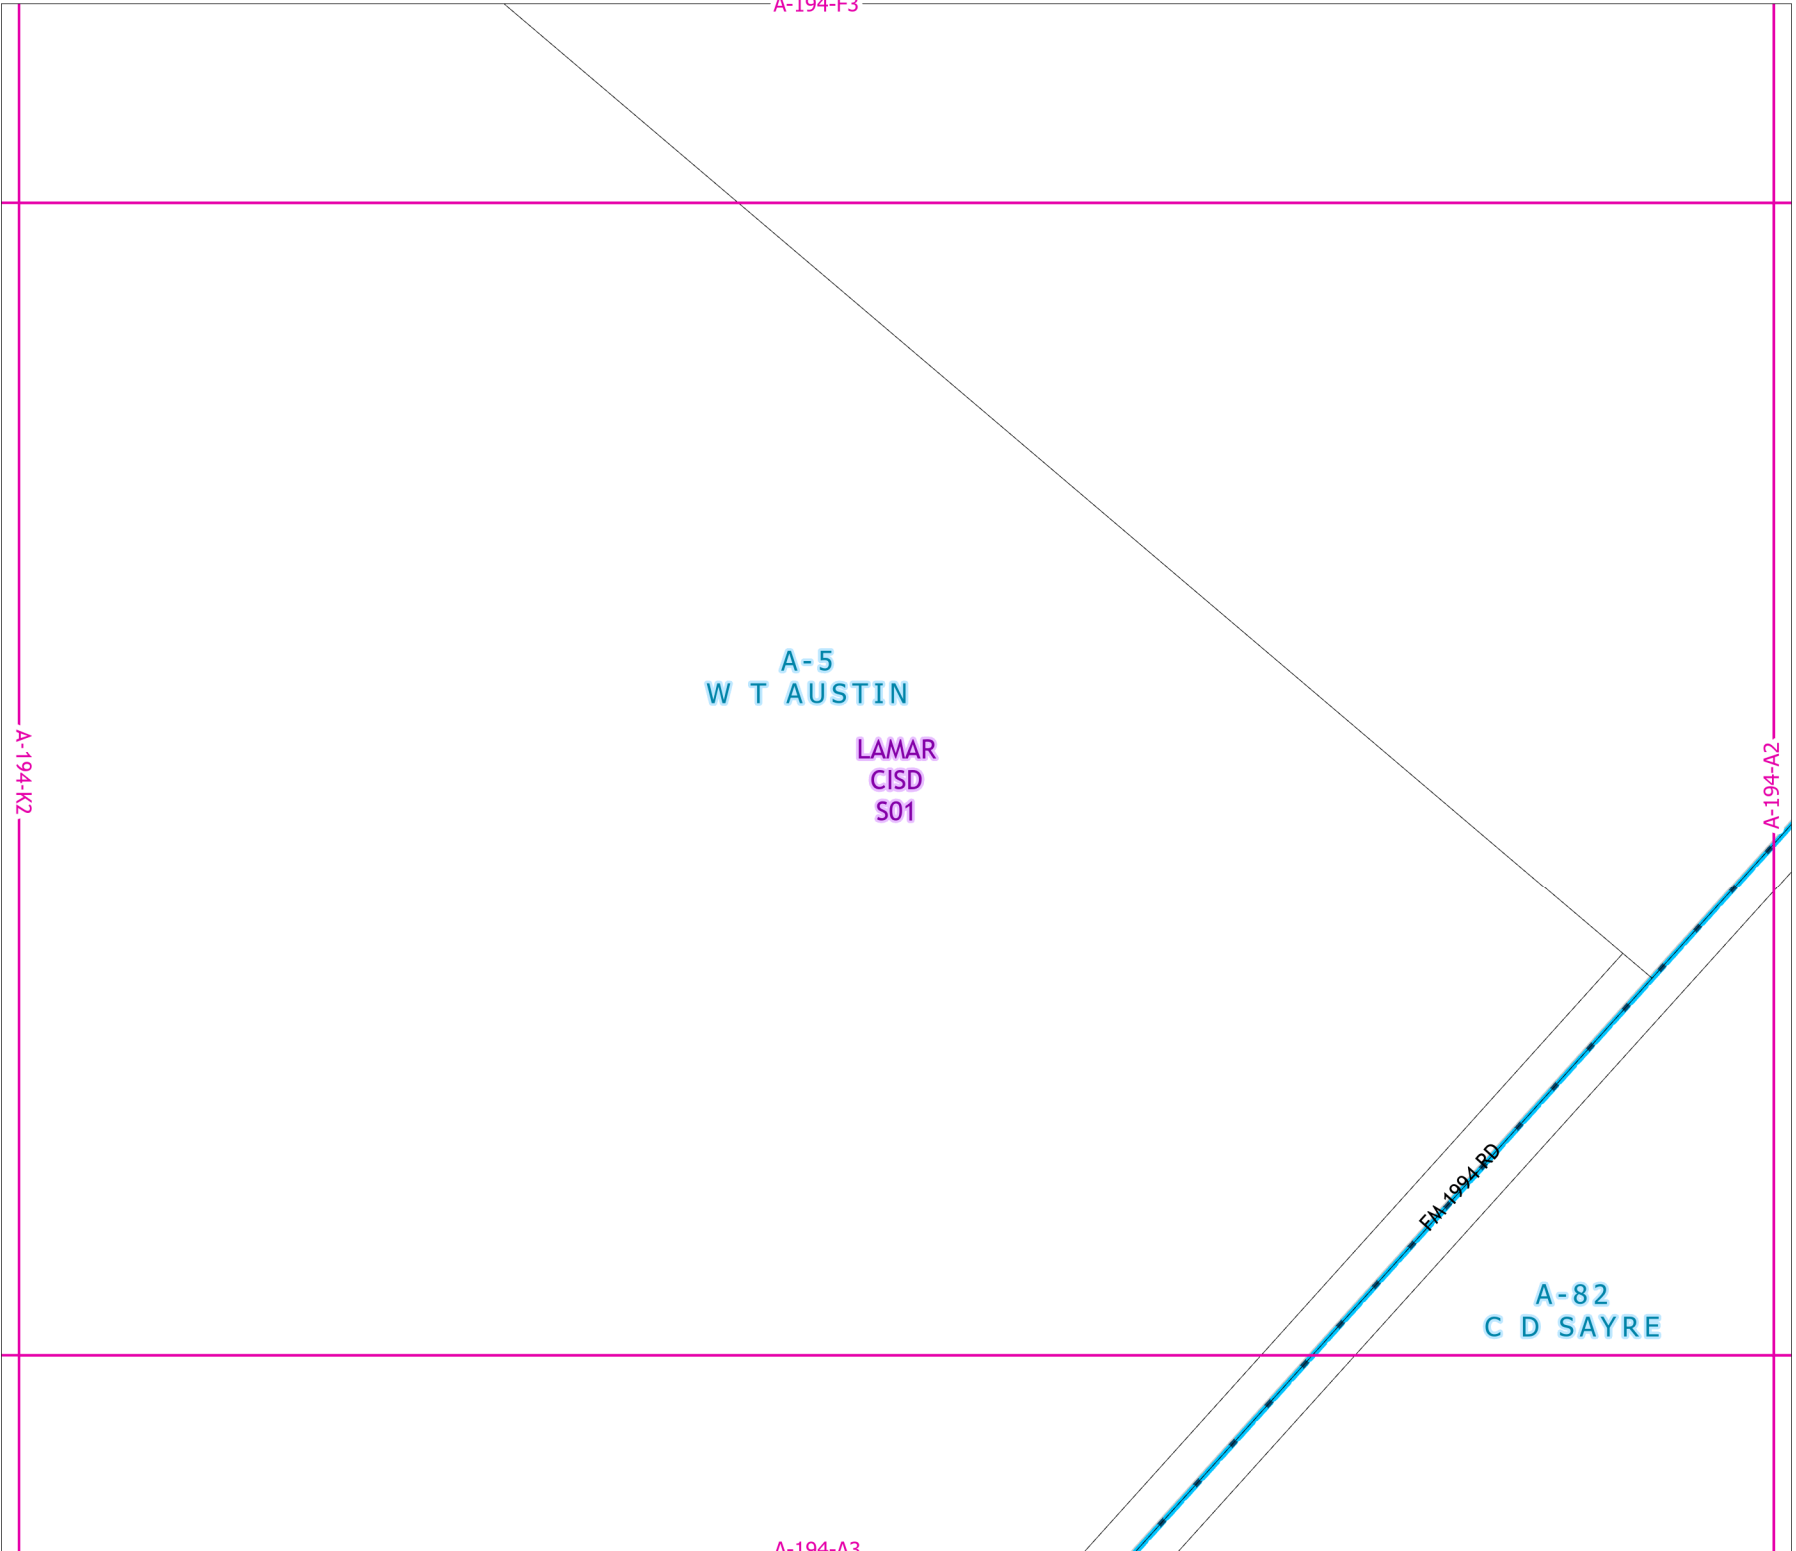 A-194-F3
A-5
W T AUSTIN
LAMAR
CISD
S01
A-194-K2
A-194-A2
FM 1994 RD
A-82
C D SAYRE
A-194-A3